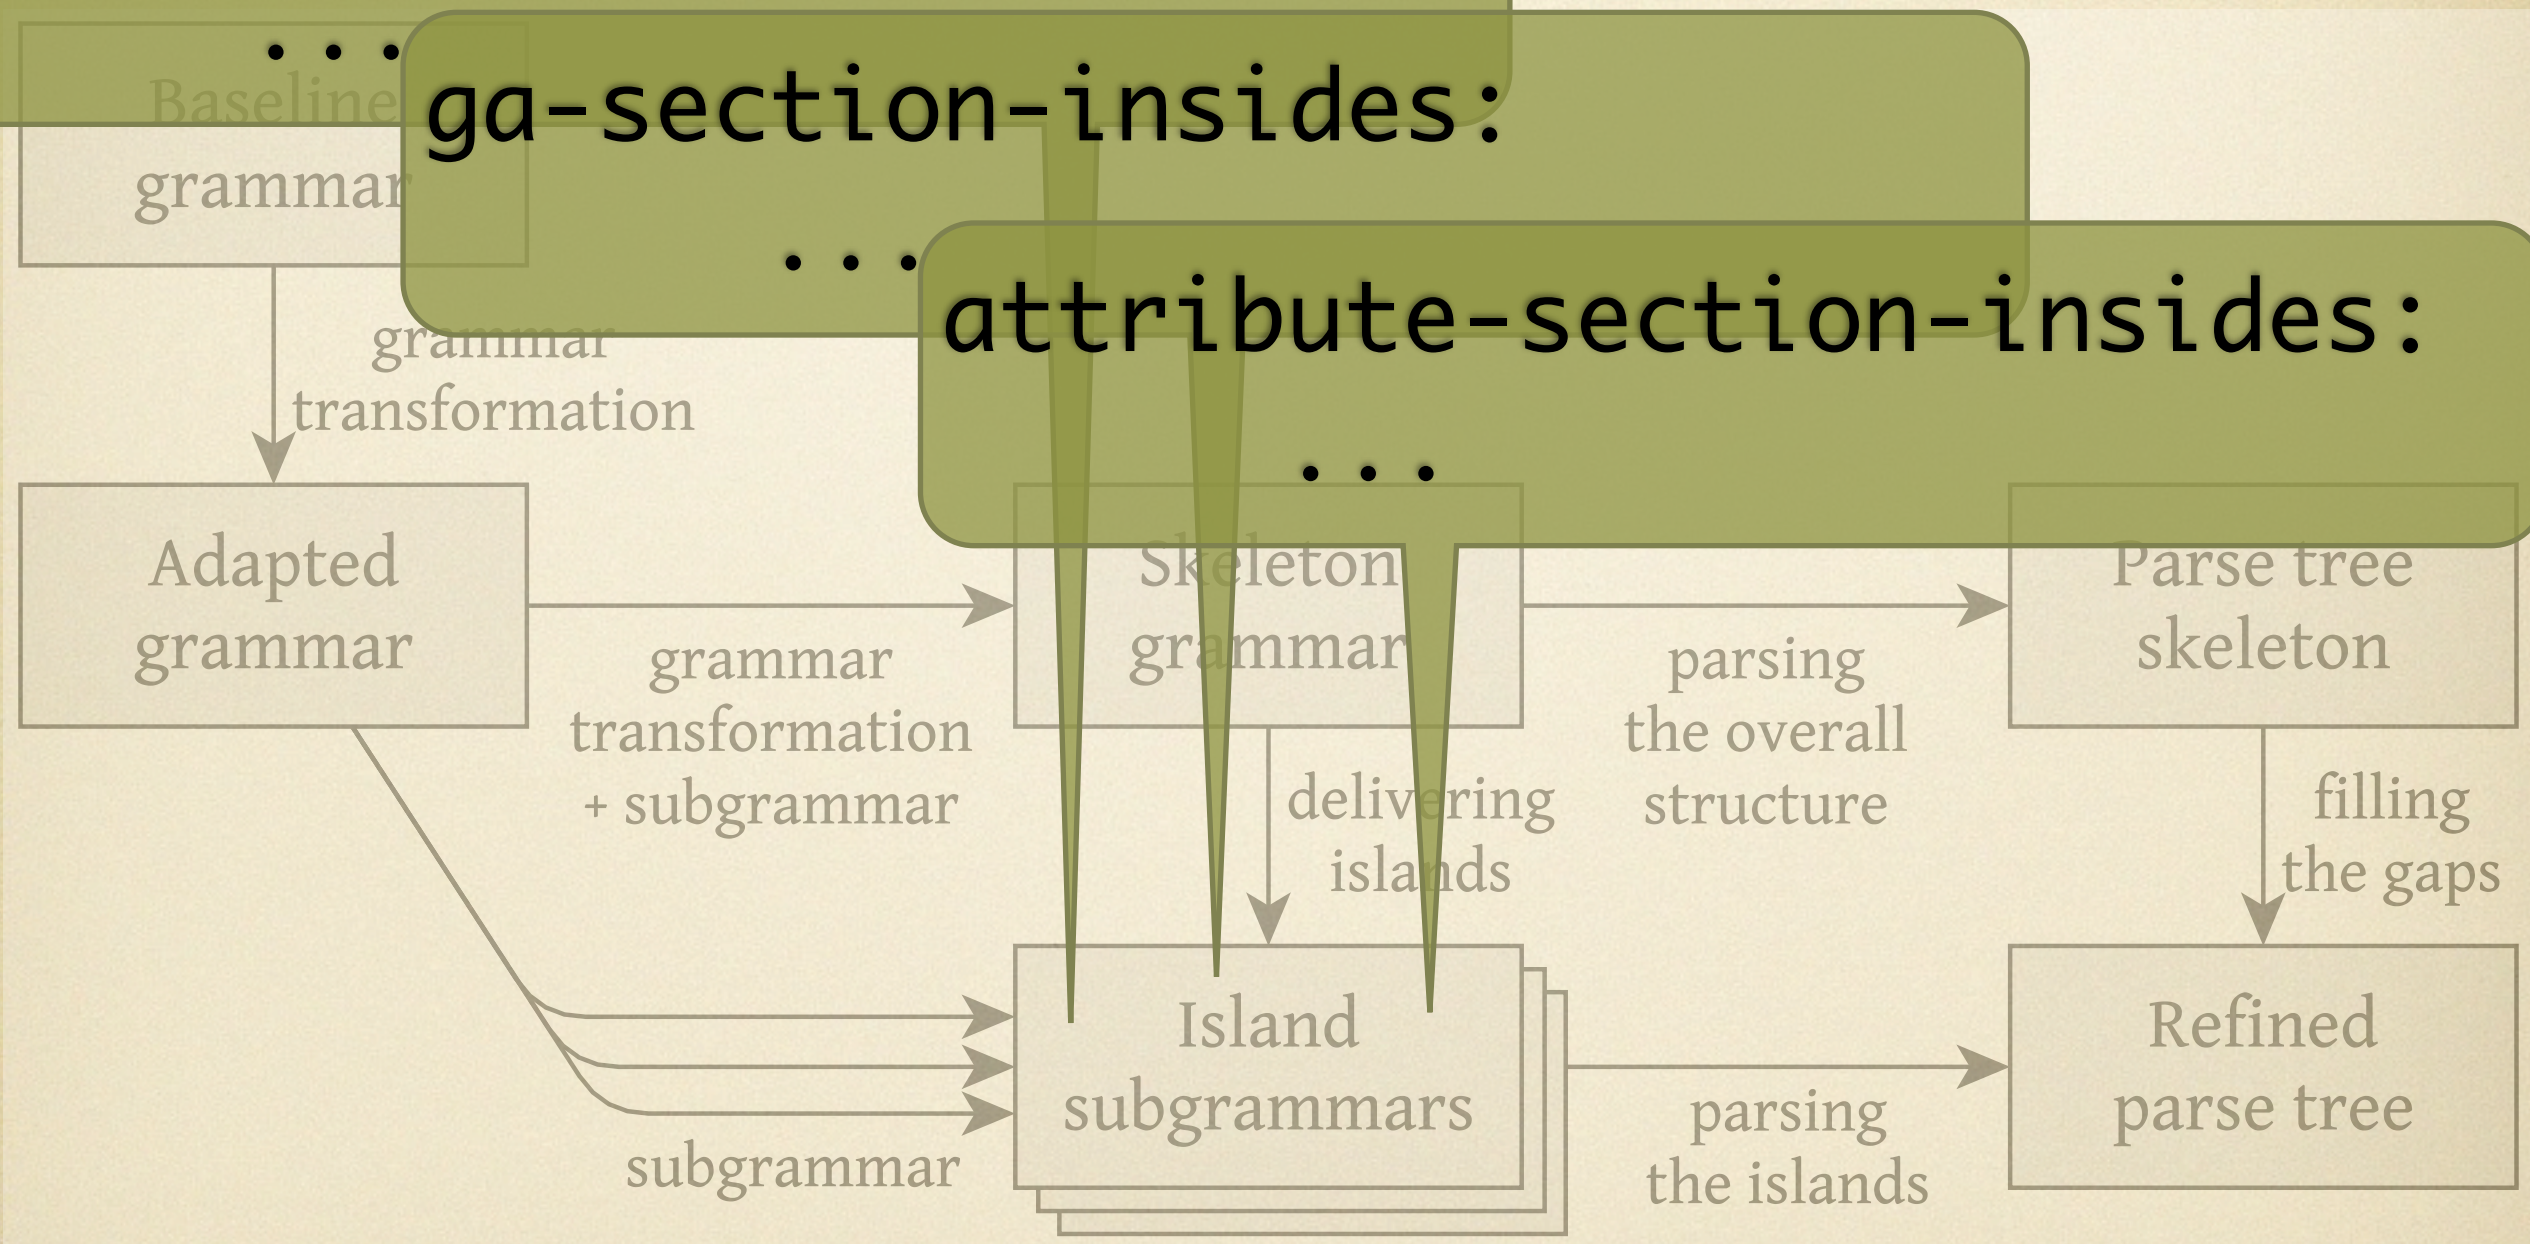 ...
Baseline
grammar
ga-section-insides:
...
attribute-section-insides:
...
grammar
transformation
Adapted
grammar
grammar
transformation
+ subgrammar
Skeleton
grammar
parsing
the overall
structure
Parse tree
skeleton
delivering
islands
filling
the gaps
subgrammar
Island
subgrammars
parsing
the islands
Refined
parse tree